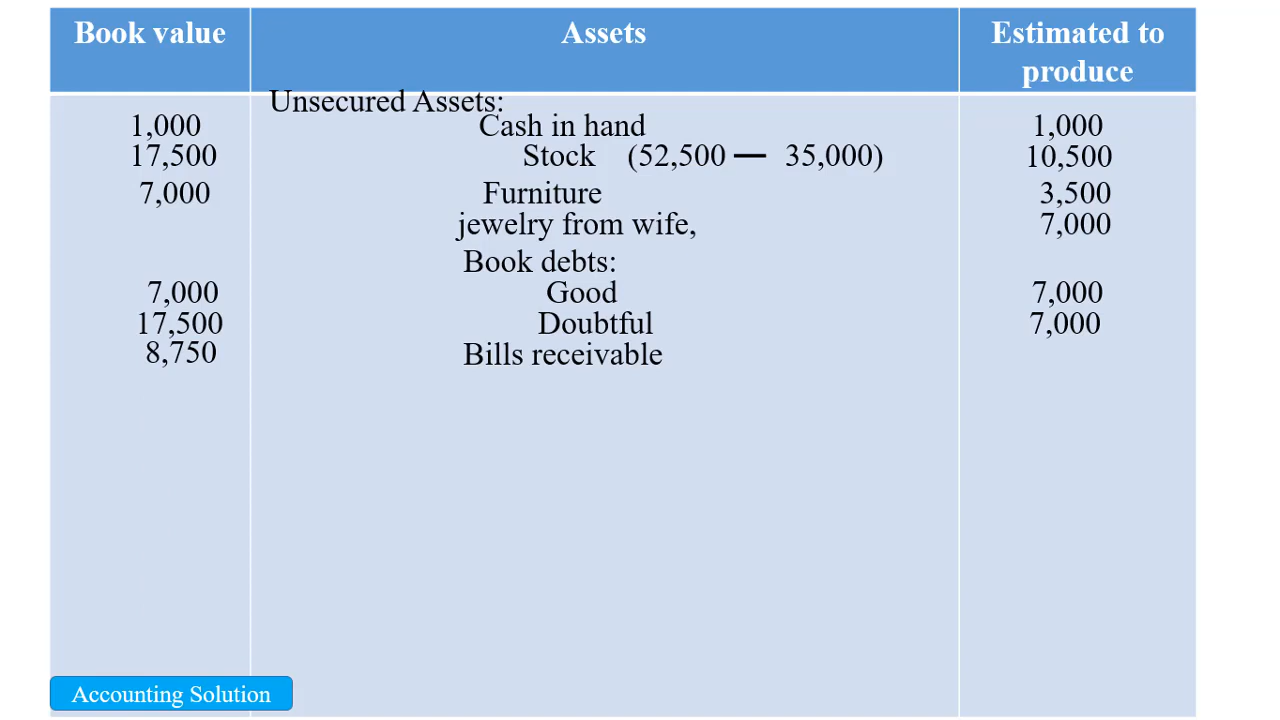 Book value Assets Estimated to
produce
Unsecured Assets:
1,000 Cash in hand 1,000
17,500 Stock (52,500 — 35,000) 10,500
7,000 Furniture 3,500
jewelry from wife, 7,000
Book debts:
7,000 Good 7,000
17,500 Doubtful 7,000
8,750 Bills receivable
Accounting Solution